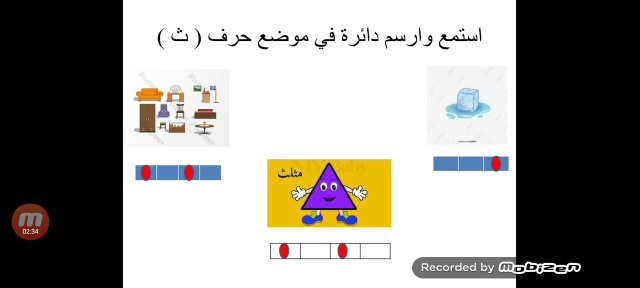 استمع وارسم دائرة في موضع حرف ( ث )
مثلث
02:34
Recorded by mobizen